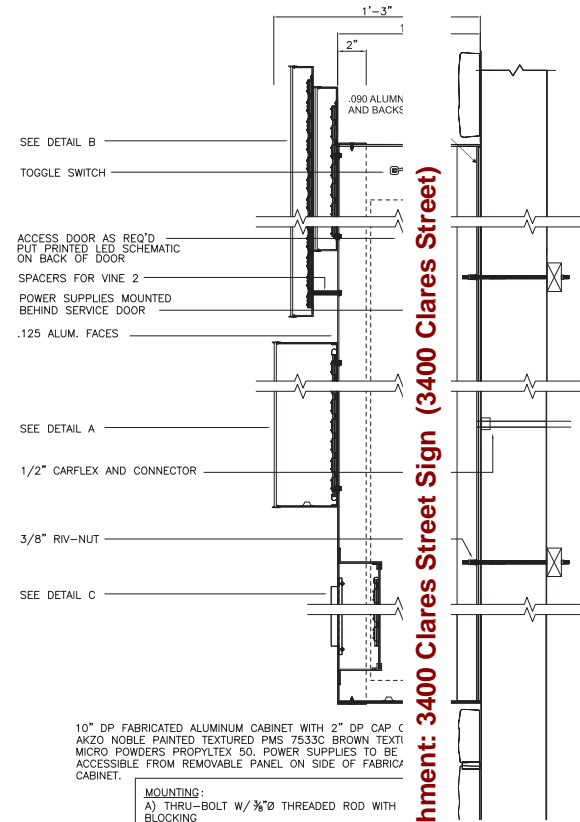 1'-3"
2"
.090 ALUMN
AND BACKS
SEE DETAIL B
TOGGLE SWITCH
ACCESS DOOR AS REQ'D
PUT PRINTED LED SCHEMATIC
ON BACK OF DOOR
SPACERS FOR VINE 2
POWER SUPPLIES MOUNTED
BEHIND SERVICE DOOR
.125 ALUM. FACES
SEE DETAIL A
1/2" CARFLEX AND CONNECTOR
3/8" RIV-NUT
SEE DETAIL C
hment: 3400 Clares Street Sign (3400 Clares Street)
10" DP FABRICATED ALUMINUM CABINET WITH 2" DP CAP
AKZO NOBLE PAINTED TEXTURED PMS 7533C BROWN TEXTU
MICRO POWDERS PROPYLTEX 50. POWER SUPPLIES TO BE
ACCESSIBLE FROM REMOVABLE PANEL ON SIDE OF FABRICA
CABINET.
MOUNTING:
A) THRU-BOLT W/ ⅜"Ø THREADED ROD WITH
BLOCKING